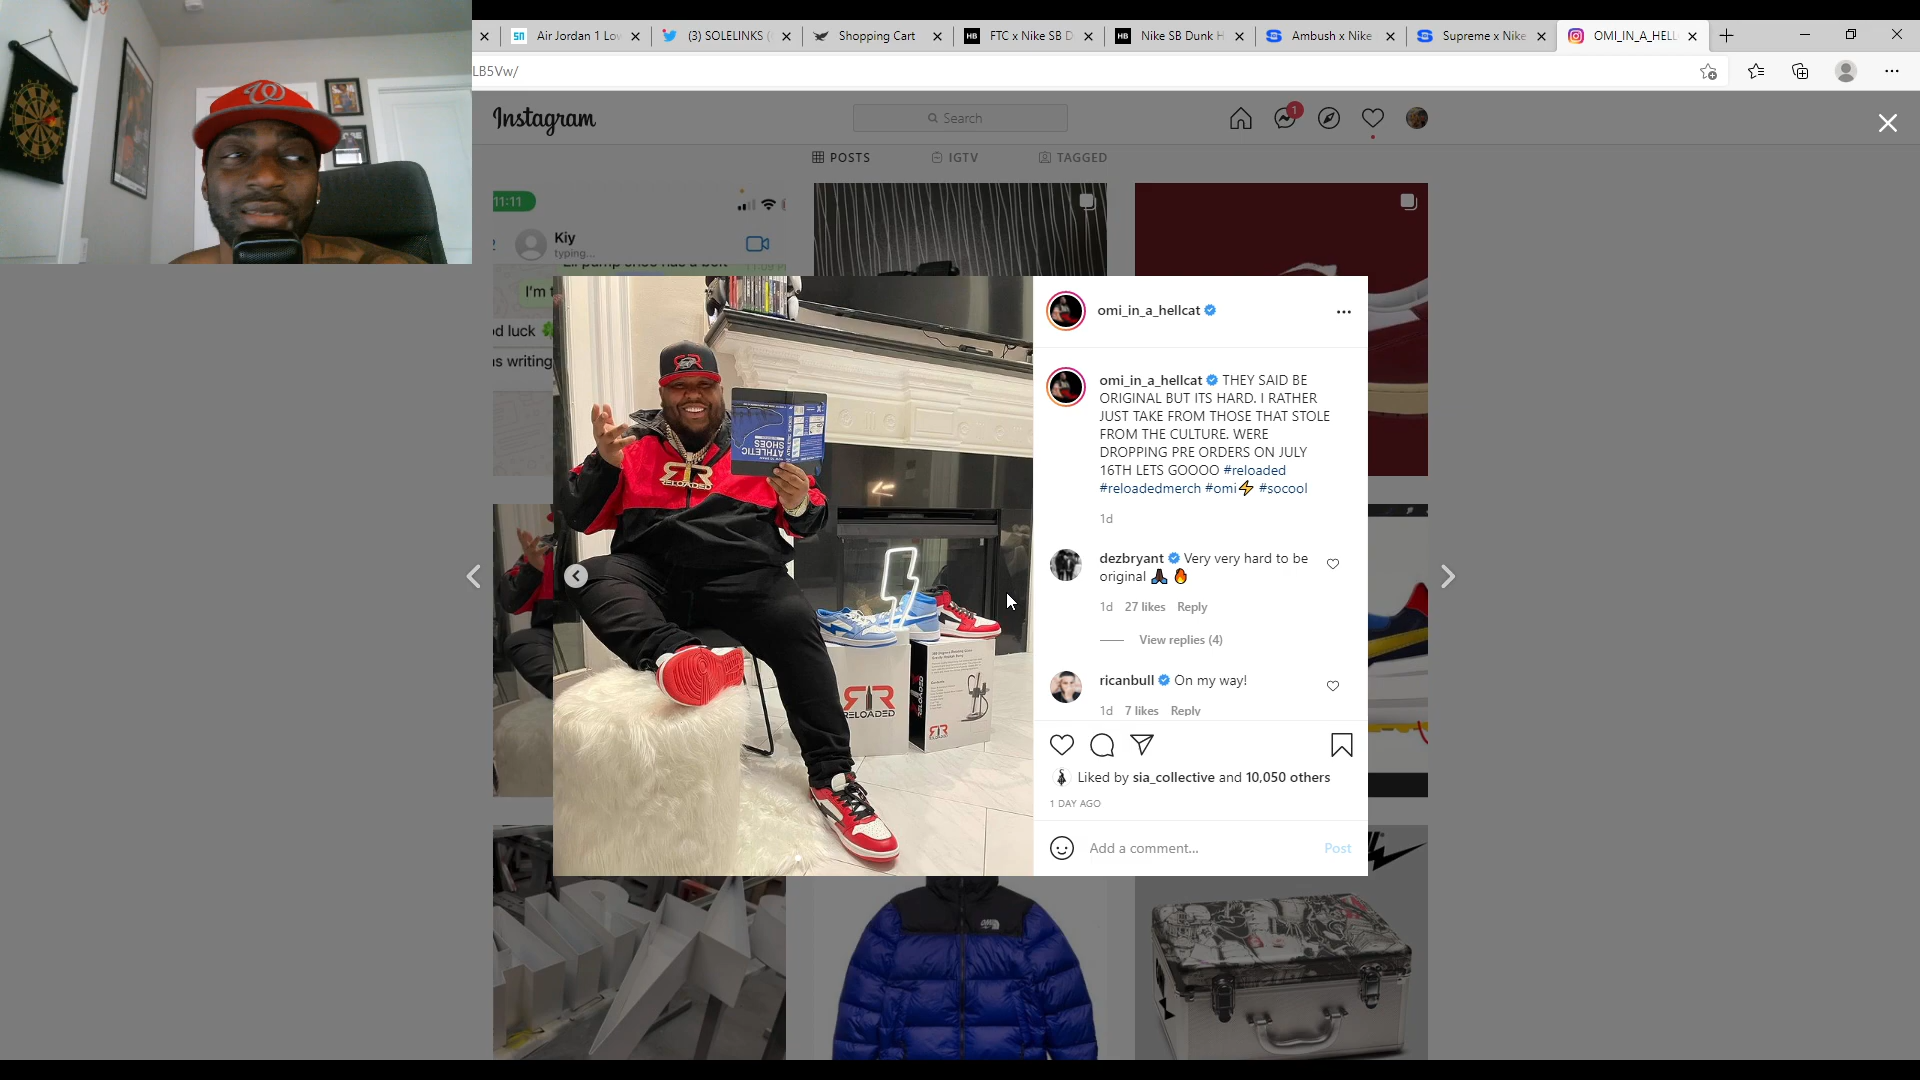 Air Jordan 1 Lo
(3) SOLELINKS (
Shopping Cart
HB
FTC x Nike SB D
HB
Nike SB Dunk H
Ambush x Nike
Supreme x Nike
OMI_IN_A_HELL
LB5Vw/
Instagram
Search
1
POSTS
IGTV
TAGGED
11:11
Kiy
typing...
I'm
d luck
s writing
omi_in_a_hellcat
omi_in_a_hellcat THEY SAID BE
ORIGINAL BUT ITS HARD. I RATHER
JUST TAKE FROM THOSE THAT STOLE
FROM THE CULTURE. WERE
DROPPING PRE ORDERS ON JULY
16TH LETS GOOOO #reloaded
#reloadedmerch #omi⚡ #socool
1d
dezbryant Very very hard to be
original 🙏🏿 🔥
1d 27 likes Reply
View replies (4)
ricanbull On my way!
1d 7 likes Reply
Liked by sia_collective and 10,050 others
1 DAY AGO
Add a comment...
Post
ATHLETIC
SHOES
RELOADED
RELOADED
RELOADED